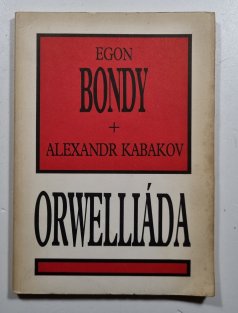 EGON
BONDY
+
ALEXANDR KABAKOV
ORWELLIÁDA